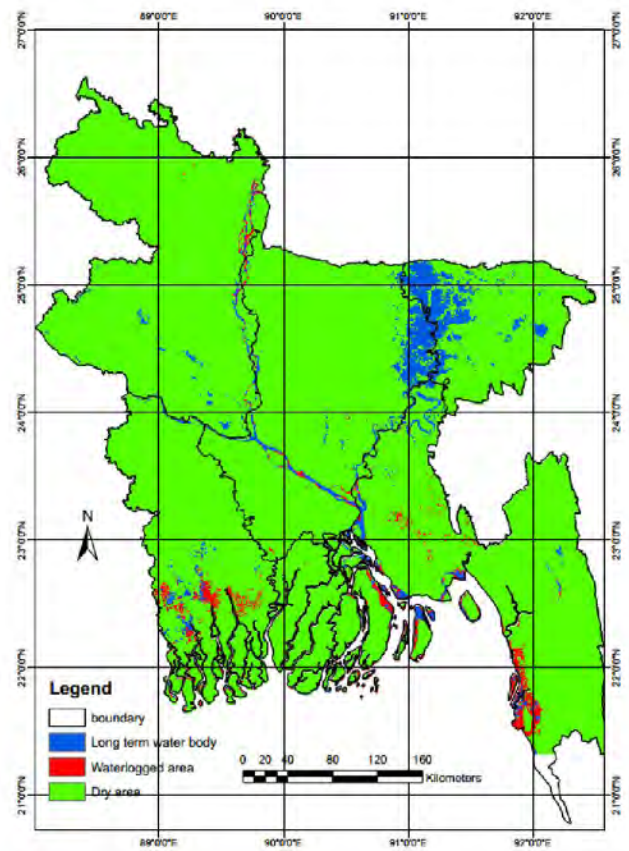 89°0'0"E 90°0'0"E 91°0'0"E 92°0'0"E
27°0'0"N 27°0'0"N
26°0'0"N 26°0'0"N
25°0'0"N 25°0'0"N
24°0'0"N 24°0'0"N
N
23°0'0"N 23°0'0"N
22°0'0"N 22°0'0"N
Legend
boundary
Long term water body
Waterlogged area
Dry area
0 20 40 80 120 160
Kilometers
21°0'0"N 21°0'0"N
89°0'0"E 90°0'0"E 91°0'0"E 92°0'0"E